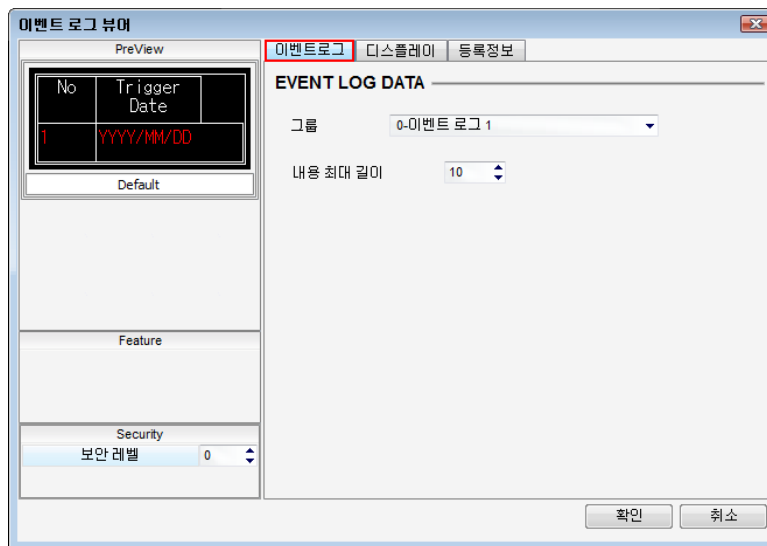 이벤트 로그 뷰어
PreView
No Trigger Date
1 YYYY/MM/DD
Default
Feature
Security
보안 레벨 0
이벤트로그 디스플레이 등록정보
EVENT LOG DATA
그룹 0-이벤트 로그 1
내용 최대 길이 10
확인 취소